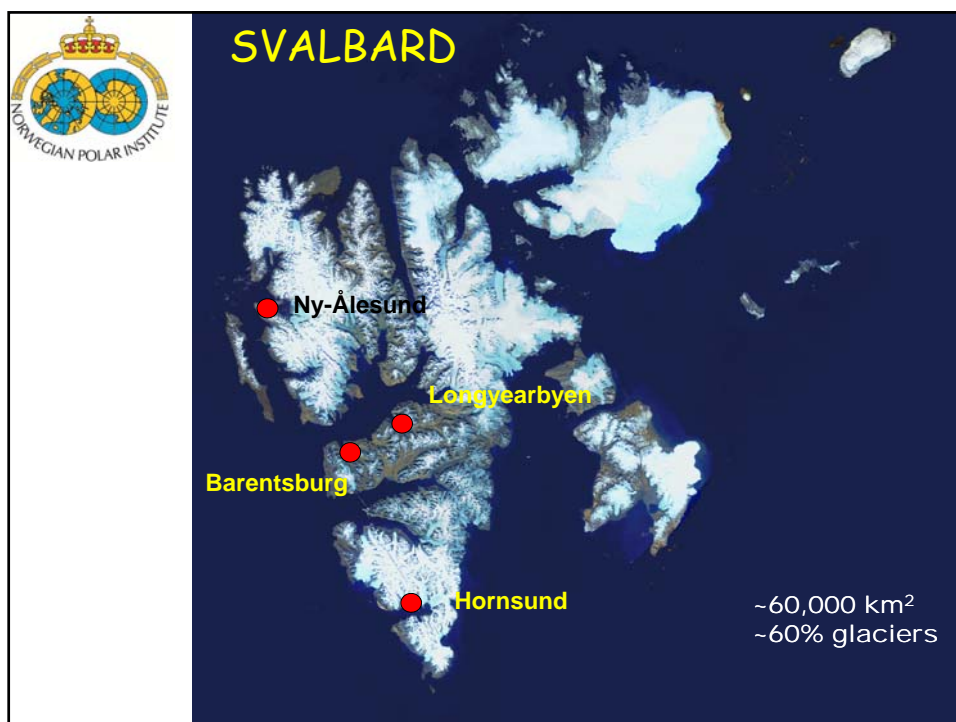 NORWEGIAN POLAR INSTITUTE
SVALBARD
Ny-Ålesund
Longyearbyen
Barentsburg
Hornsund
~60,000 km²
~60% glaciers